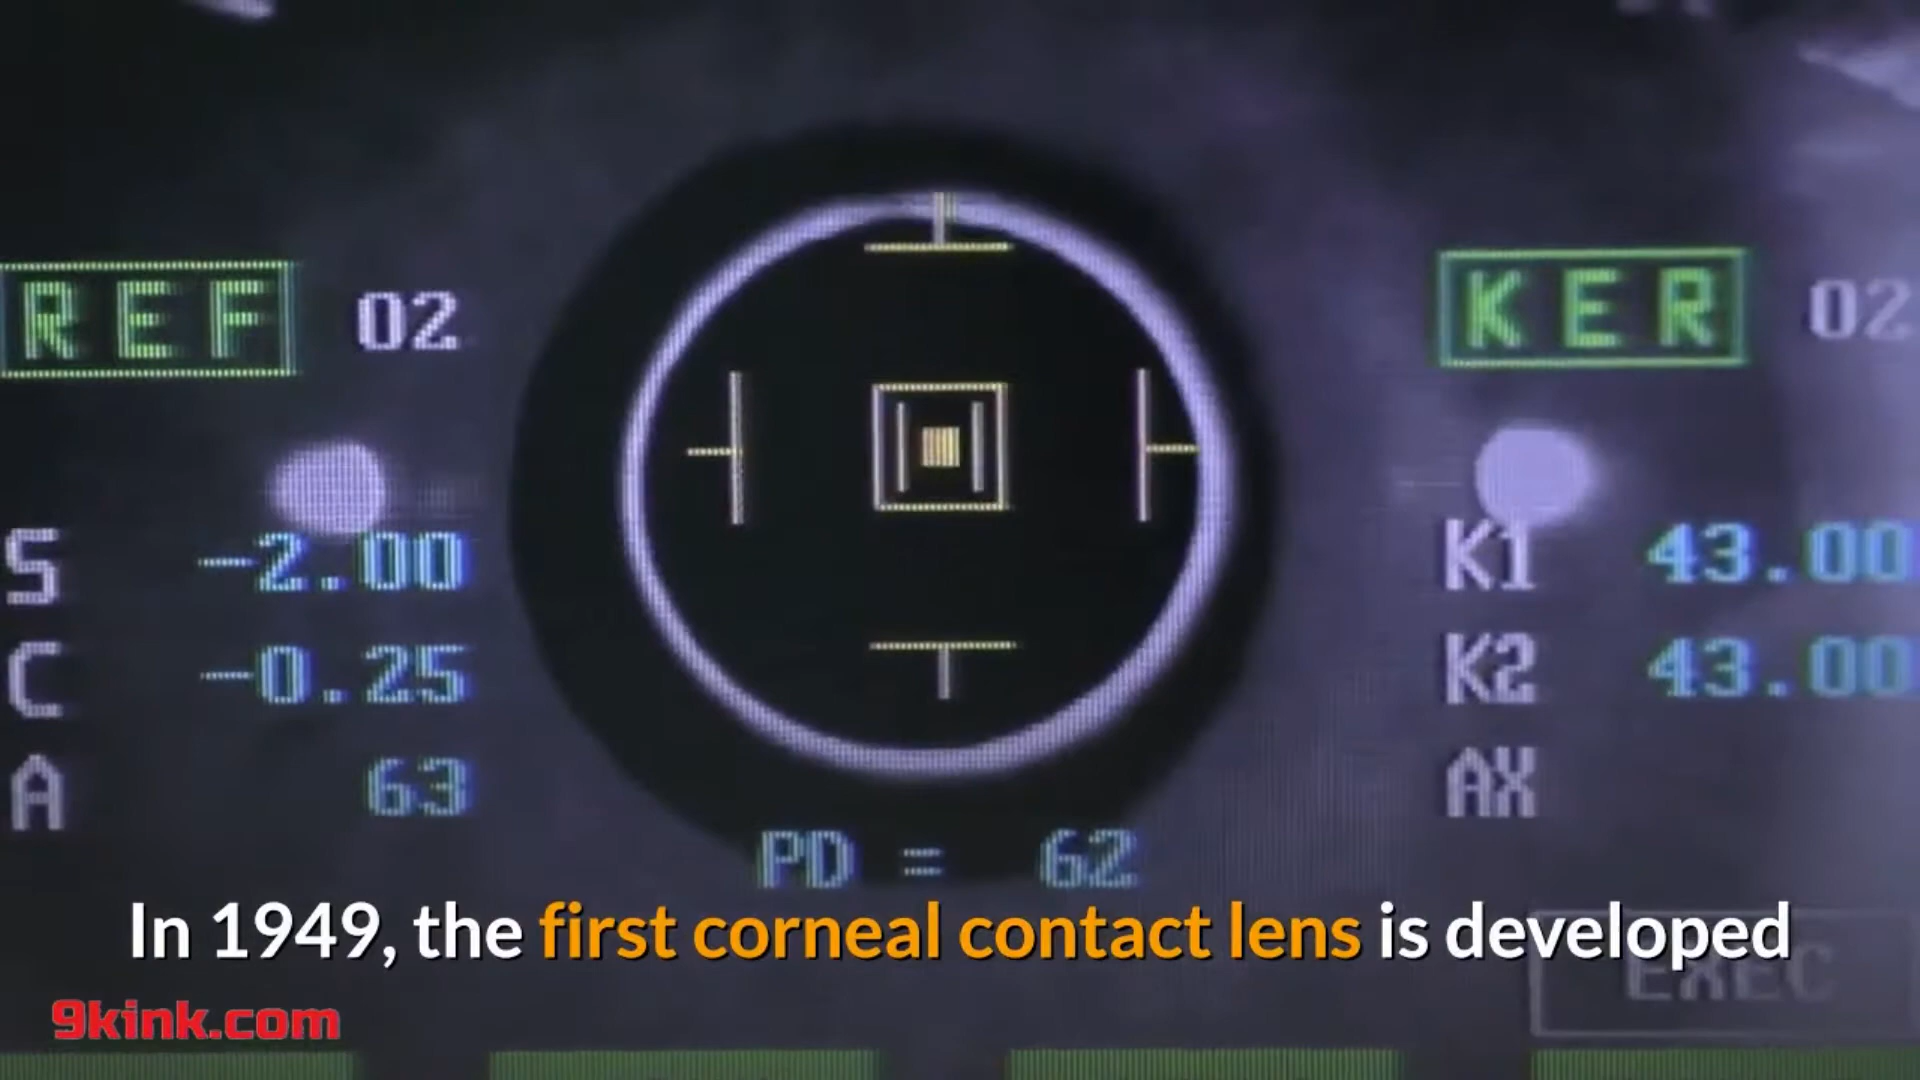 REF 02
KER 02
S -2.00
K1 43.00
C -0.25
K2 43.00
A 63
AX
PD = 62
In 1949, the first corneal contact lens is developed
EXEC
9kink.com